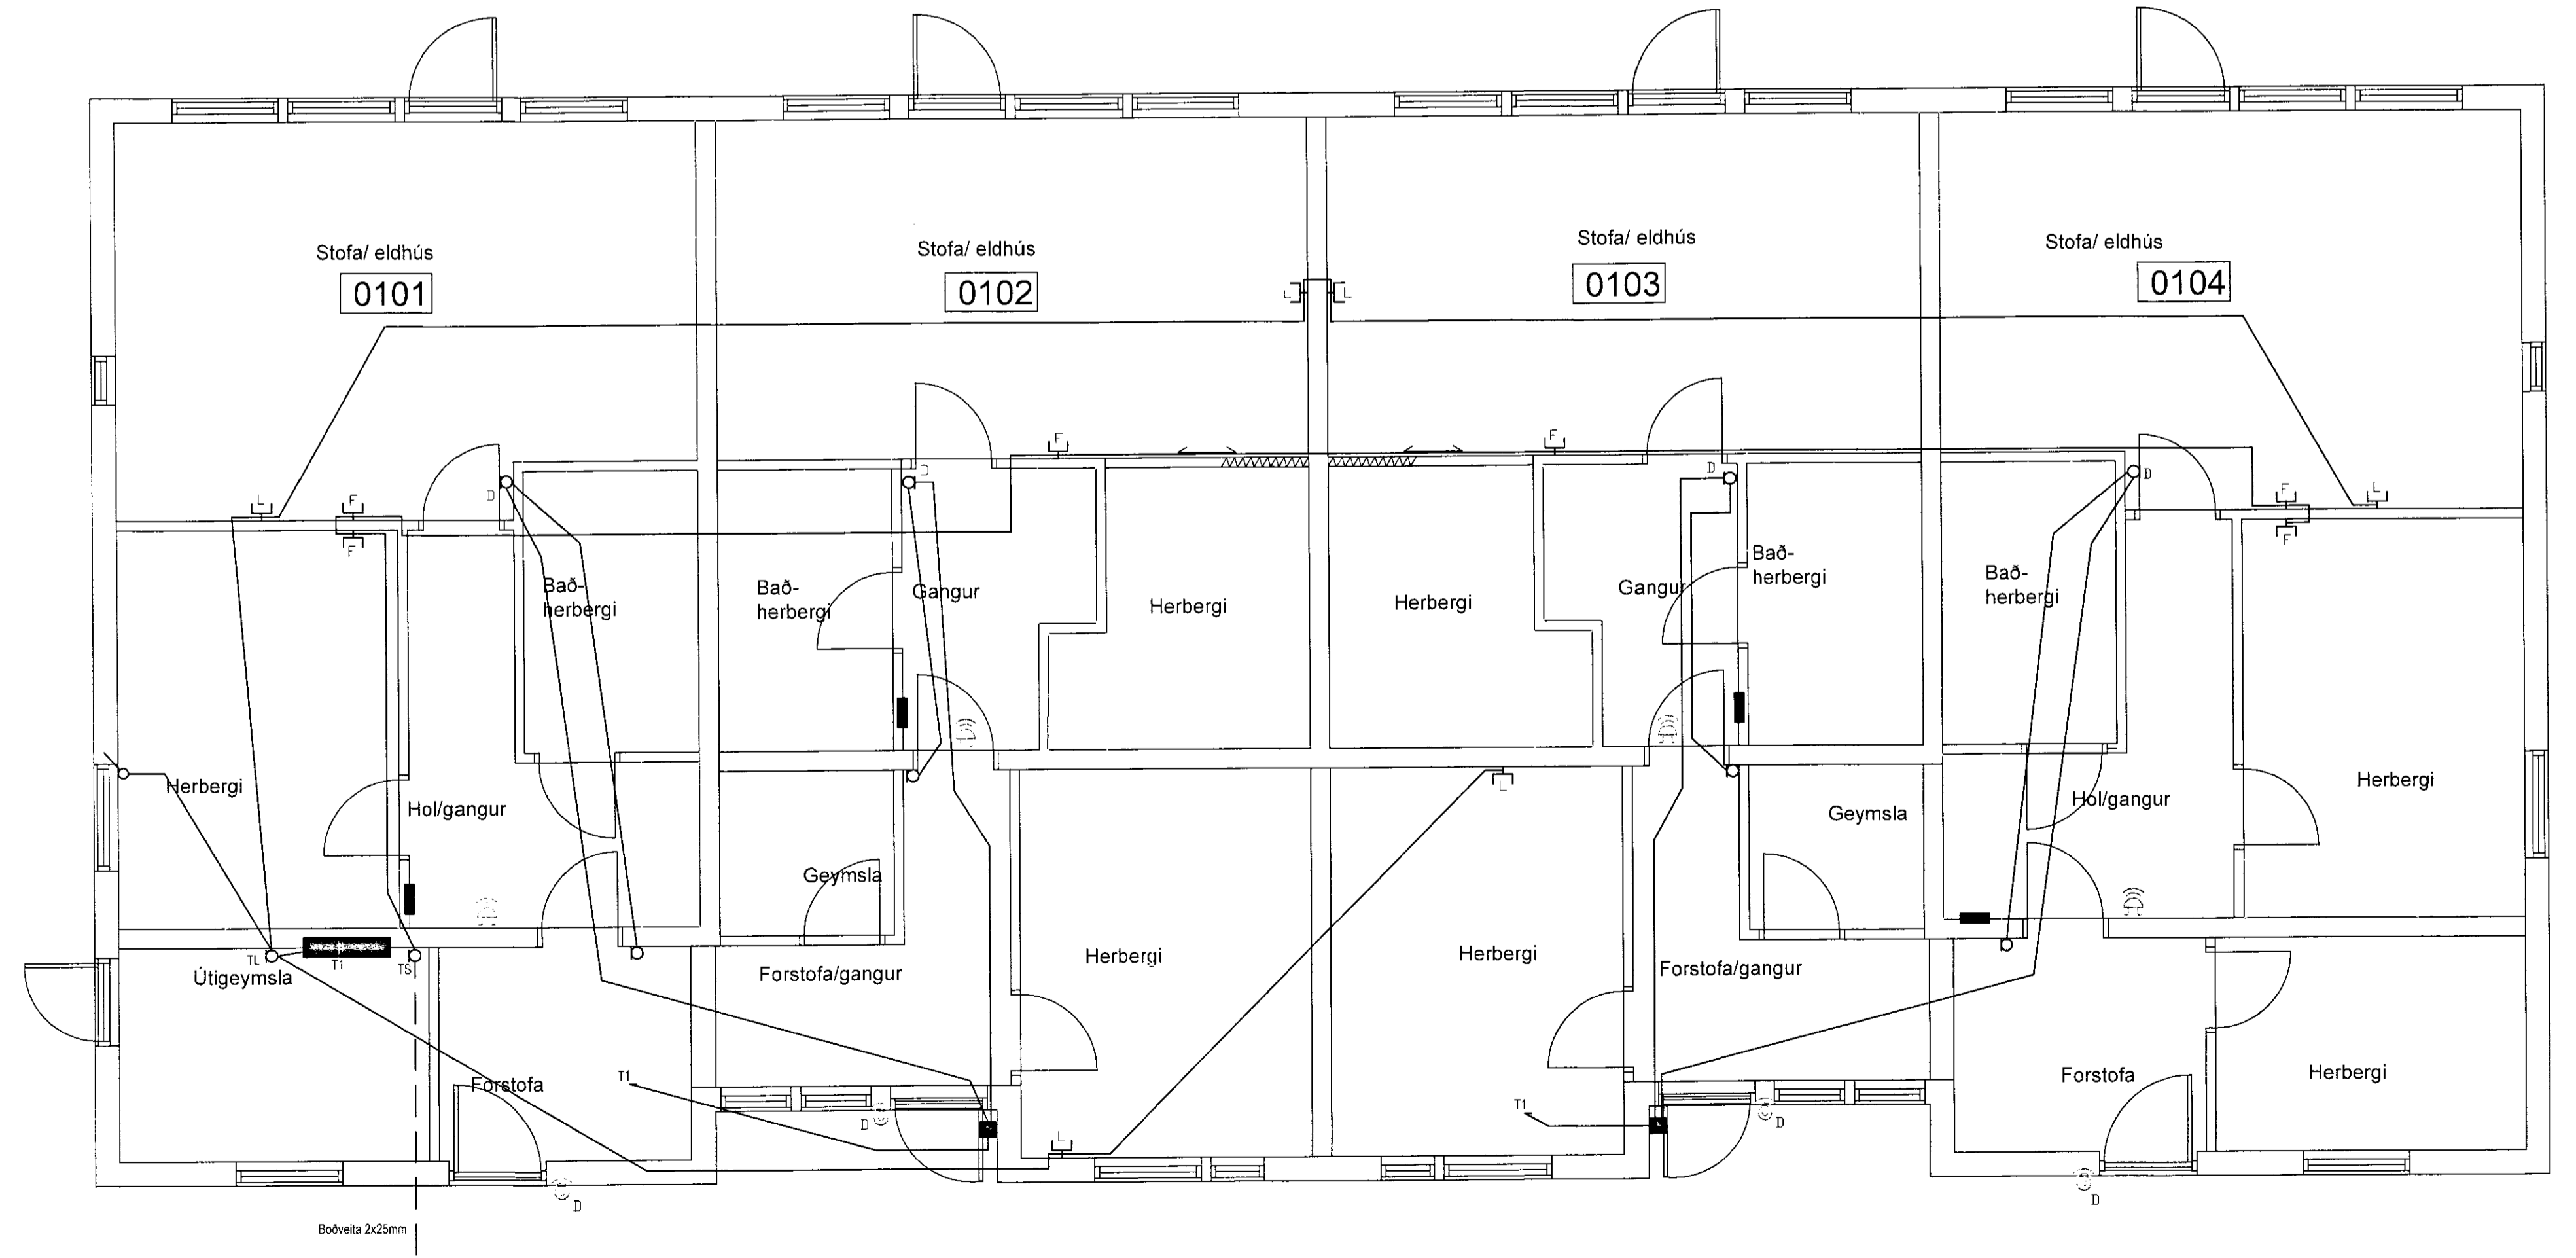 Stofa/ eldhús
0101
Stofa/ eldhús
0102
Stofa/ eldhús
0103
Stofa/ eldhús
0104
L
L
F
F
D
D
D
D
L
F
F
F
L
F
Bað-
herbergi
Bað-
herbergi
Gangur
Herbergi
Herbergi
Gangur
Bað-
herbergi
Bað-
herbergi
Herbergi
Hol/gangur
L
Geymsla
Hol/gangur
Herbergi
Geymsla
TL
T1
TS
Útigeymsla
Forstofa/gangur
Herbergi
Herbergi
Forstofa/gangur
Forstofa
T1
D
L
T1
D
Forstofa
Herbergi
D
D
Boðveita 2x25mm